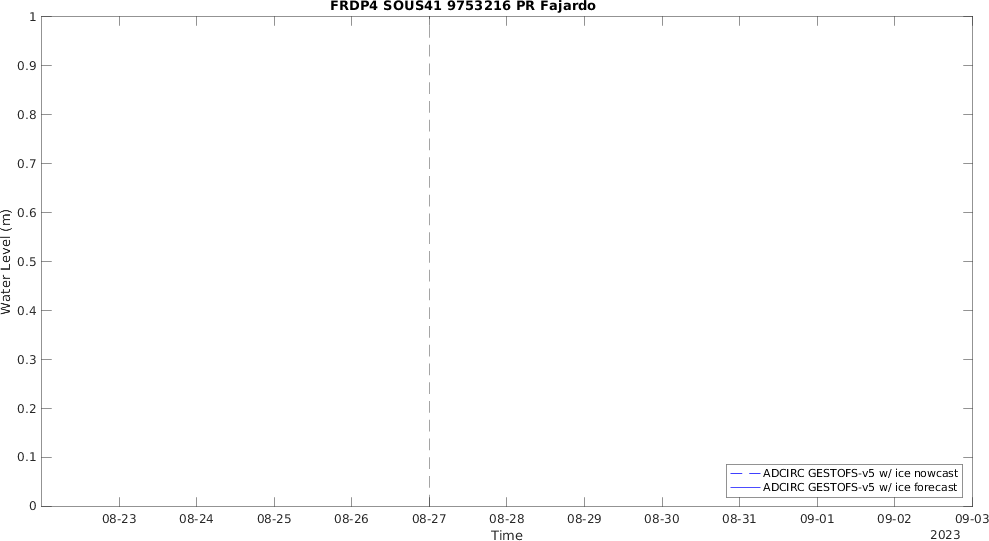 FRDP4 SOUS41 9753216 PR Fajardo
1
0.9
0.8
0.7
0.6
0.5
0.4
0.3
0.2
0.1
0
Water Level (m)
ADCIRC GESTOFS-v5 w/ ice nowcast
ADCIRC GESTOFS-v5 w/ ice forecast
08-23 08-24 08-25 08-26 08-27 08-28 08-29 08-30 08-31 09-01 09-02 09-03
Time
2023